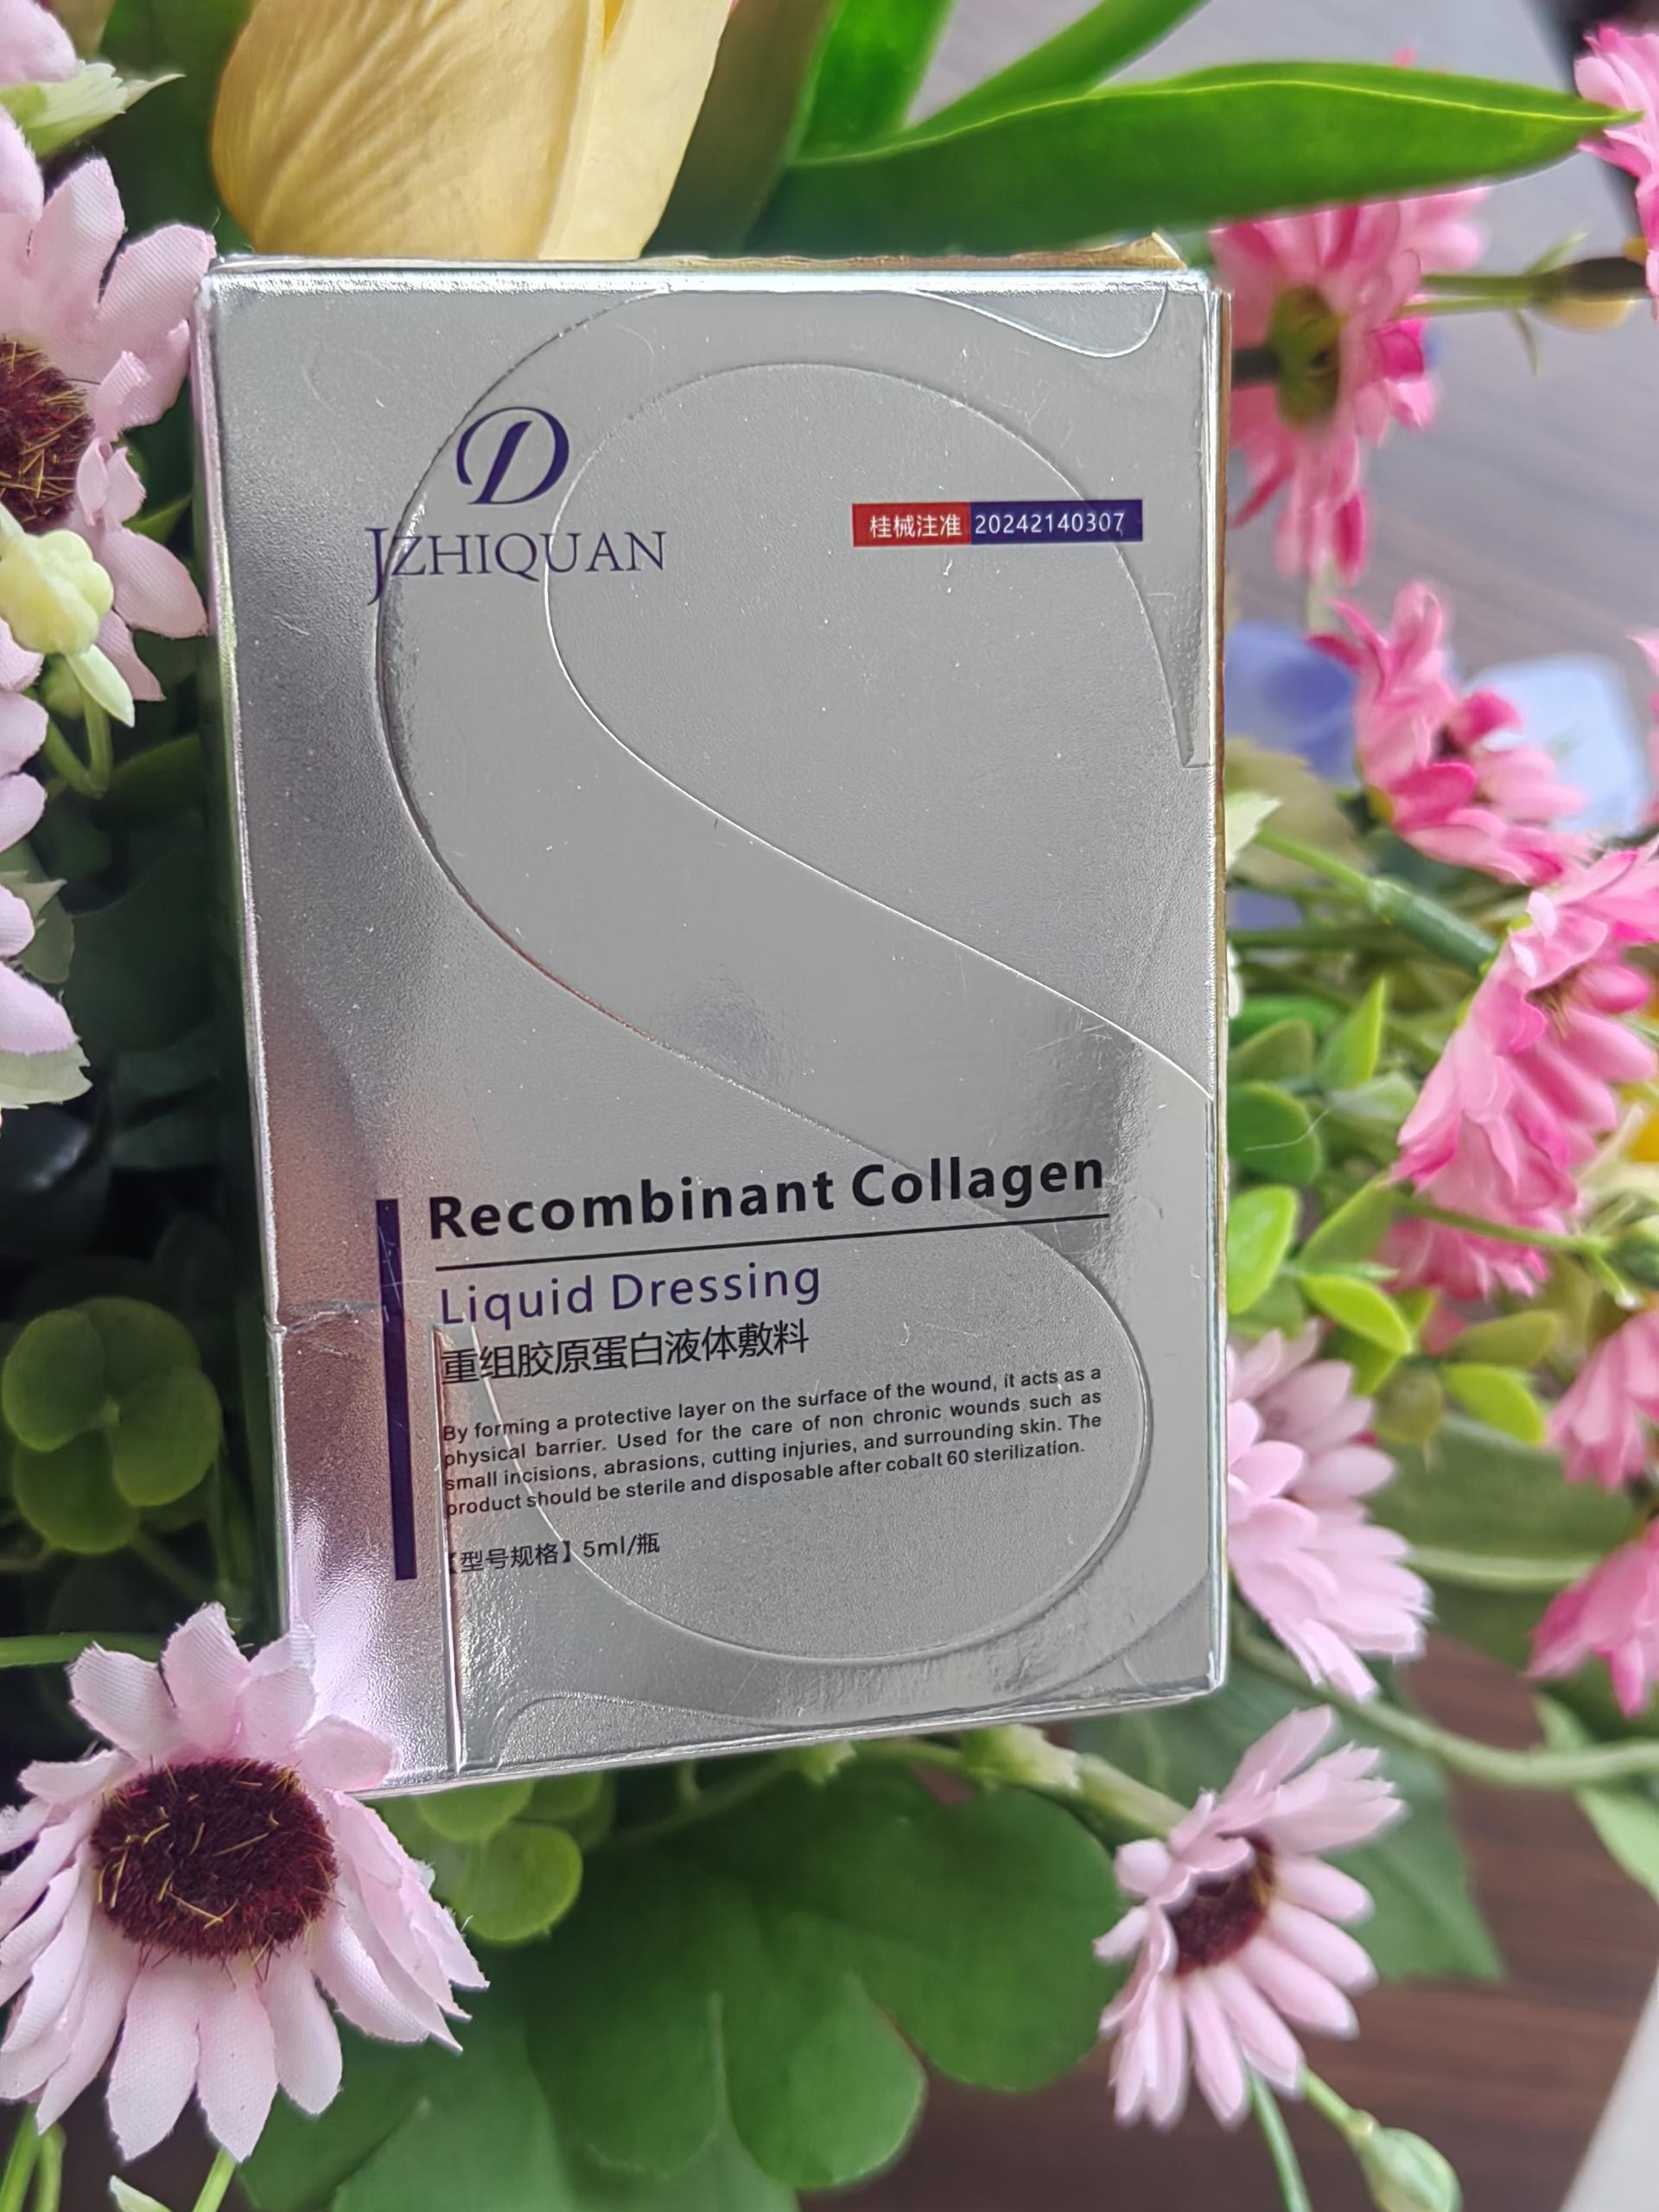 D
JZHIQUAN
桂械注准 20242140307
Recombinant Collagen
Liquid Dressing
重组胶原蛋白液体敷料
By forming a protective layer on the surface of the wound, it acts as a
physical barrier. Used for the care of non chronic wounds such as
small incisions, abrasions, cutting injuries, and surrounding skin. The
product should be sterile and disposable after cobalt 60 sterilization.
【型号规格】5ml/瓶